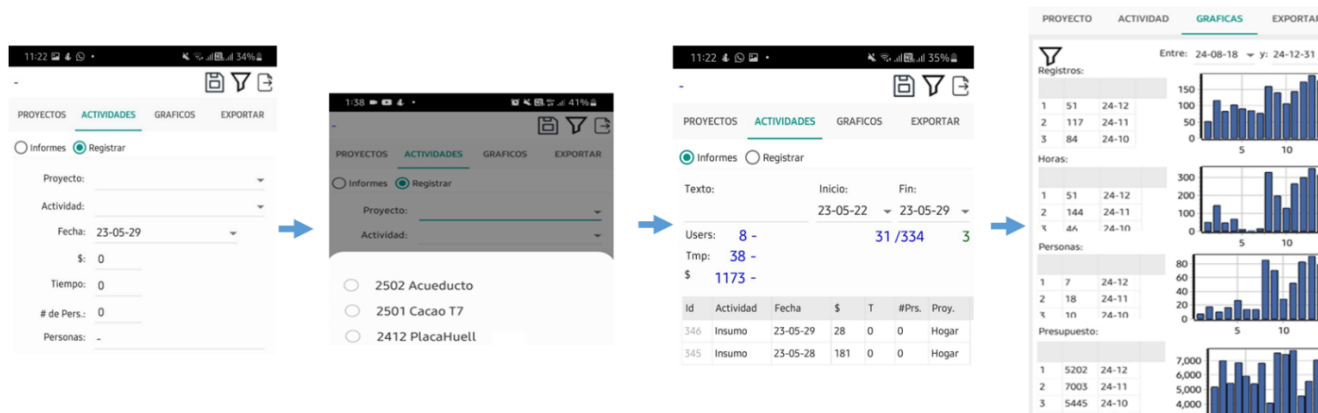 11:22 34%
-
PROYECTOS ACTIVIDADES GRAFICOS EXPORTAR
Informes Registrar
Proyecto:
Actividad:
Fecha: 23-05-29
$: 0
Tiempo: 0
# de Pers.: 0
Personas: -
1:38 41%
-
PROYECTOS ACTIVIDADES GRAFICOS EXPORTAR
Informes Registrar
Proyecto:
Actividad:
2502 Acueducto
2501 Cacao T7
2412 PlacaHuell
11:22 35%
-
PROYECTOS ACTIVIDADES GRAFICOS EXPORTAR
Informes Registrar
Texto: Inicio: Fin:
23-05-22 23-05-29
Users: 8 - 31 /334 3
Tmp: 38 -
$ 1173 -
Id Actividad Fecha $ T #Prs. Proy.
346 Insumo 23-05-29 28 0 0 Hogar
345 Insumo 23-05-28 181 0 0 Hogar
PROYECTO ACTIVIDAD GRAFICAS EXPORTAR
Entre: 24-08-18 y: 24-12-31
Registros:
1 51 24-12
2 117 24-11
3 84 24-10
150
100
50
0
5 10
Horas:
1 51 24-12
2 144 24-11
3 46 24-10
300
200
100
0
5 10
Personas:
1 7 24-12
2 18 24-11
3 10 24-10
80
60
40
20
0
5 10
Presupuesto:
1 5202 24-12
2 7003 24-11
3 5445 24-10
7,000
6,000
5,000
4,000